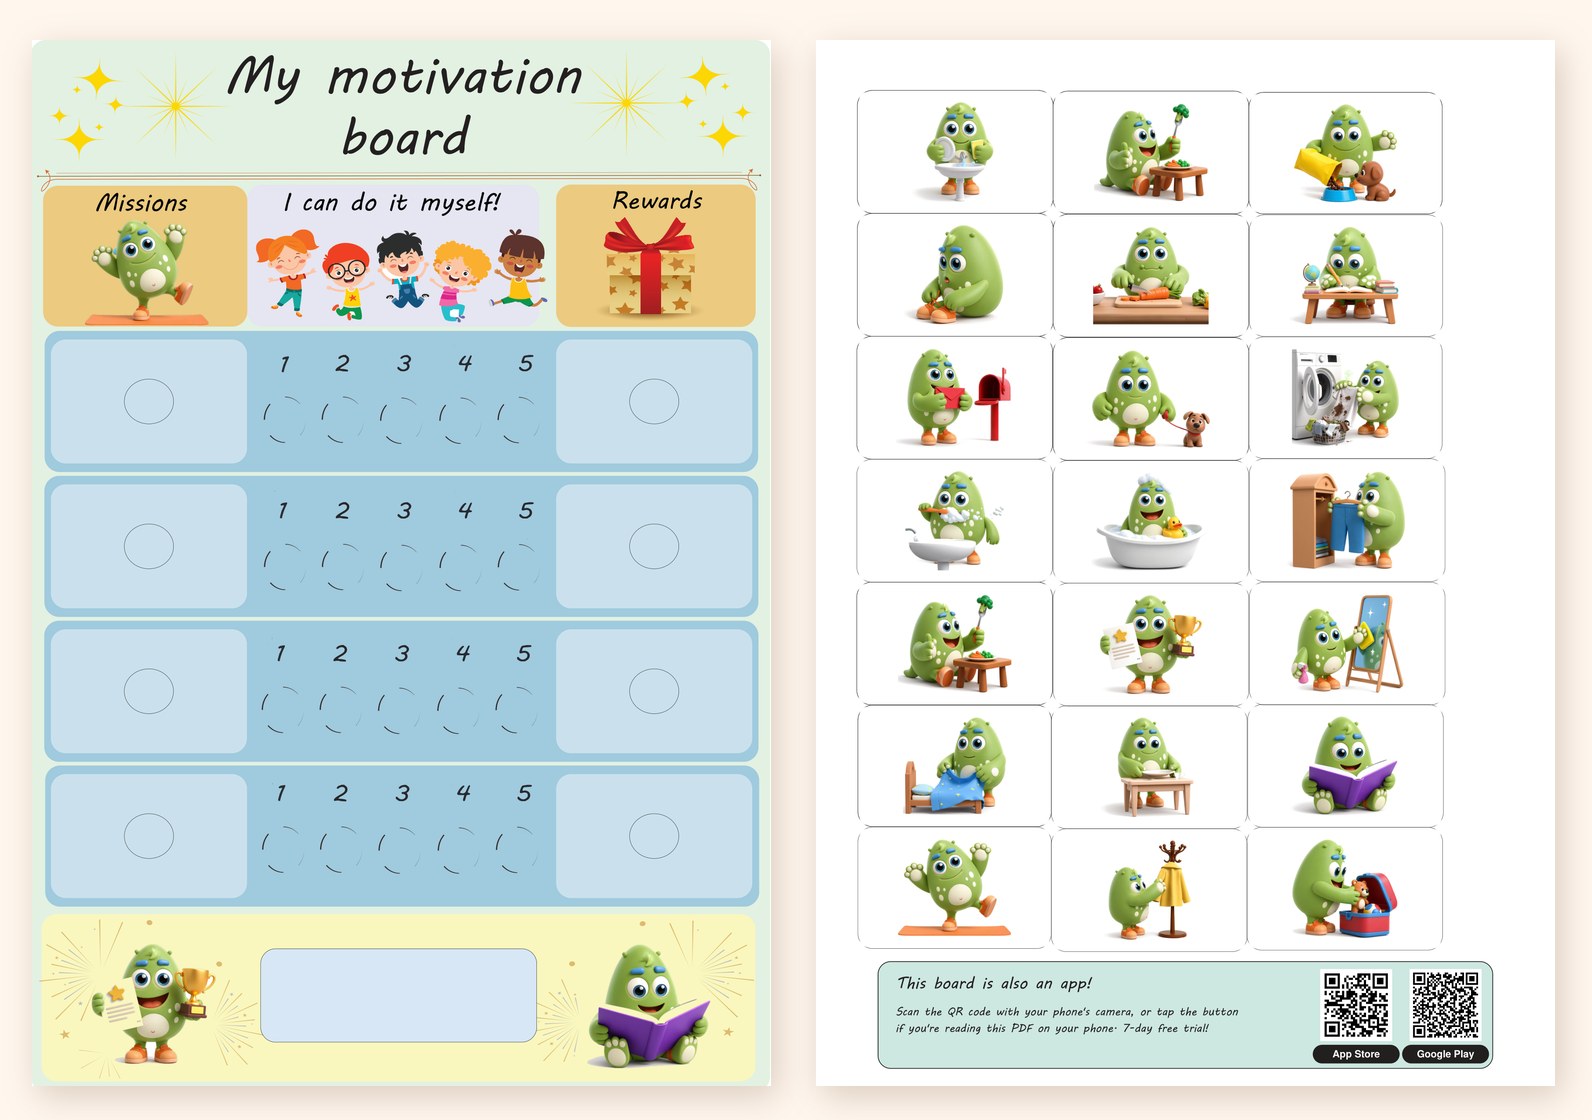 My motivation
board
Missions
I can do it myself!
Rewards
1 2 3 4 5
1 2 3 4 5
1 2 3 4 5
1 2 3 4 5
This board is also an app!
Scan the QR code with your phone's camera, or tap the button
if you're reading this PDF on your phone. 7-day free trial!
App Store
Google Play